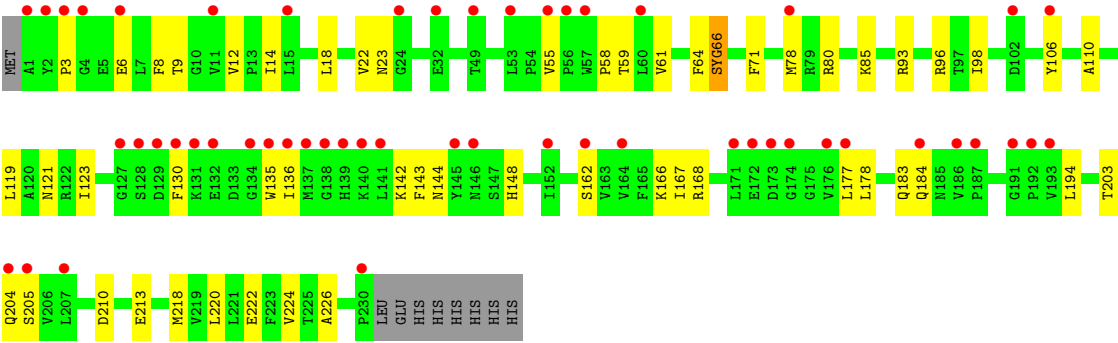 MET A1 Y2 P3 G4 E5 E6 L7 F8 T9 G10 V11 V12 P13 I14 L15 L18 V22 N23 G24 E32 T49 L53 P54 V55 P56 W57 P58 T59 L60 V61 F64 SYG66 F71 M78 R79 R80 K85 R93 R96 T97 I98 D102 Y106 A110
L119 A120 N121 R122 I123 G127 S128 D129 F130 K131 E132 D133 G134 W135 I136 M137 G138 H139 K140 L141 K142 F143 N144 Y145 N146 S147 H148 I152 S162 V163 V164 F165 K166 I167 R168 L171 E172 D173 G174 G175 V176 L177 L178 Q183 Q184 N185 V186 P187 G191 P192 V193 L194 T203
Q204 S205 V206 L207 D210 E213 M218 V219 L220 L221 E222 F223 V224 T225 A226 P230 LEU GLU HIS HIS HIS HIS HIS HIS